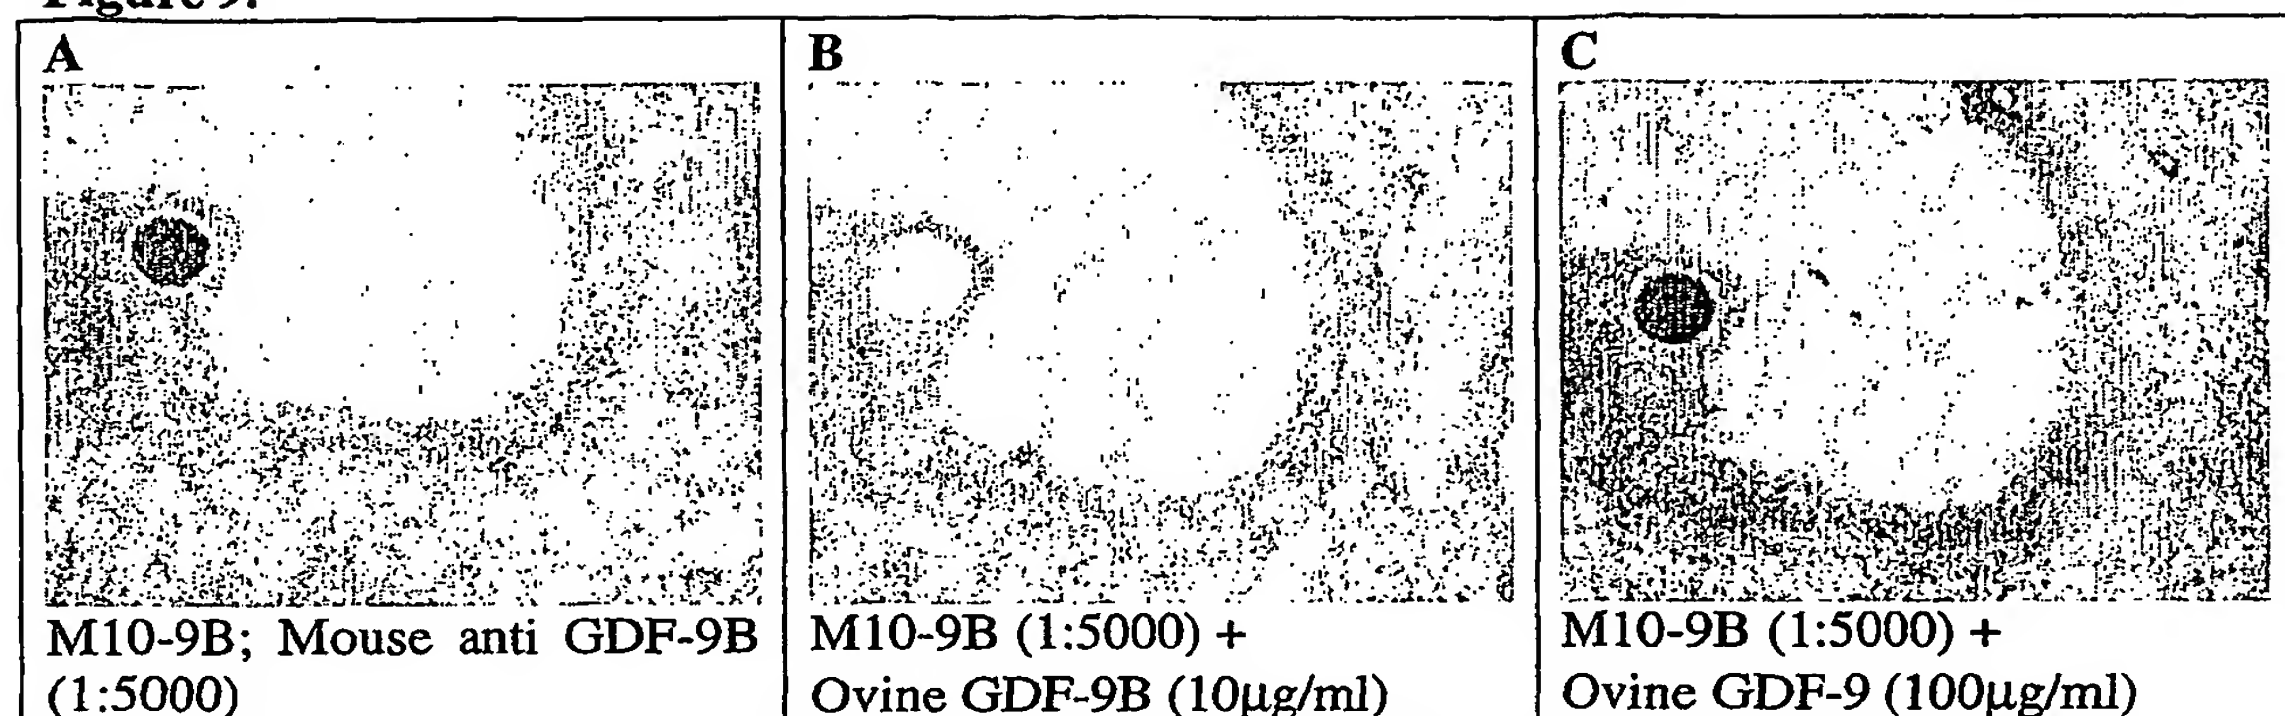 Figure 9.
A
B
C
M10-9B; Mouse anti GDF-9B
(1:5000)
M10-9B (1:5000) +
Ovine GDF-9B (10µg/ml)
M10-9B (1:5000) +
Ovine GDF-9 (100µg/ml)